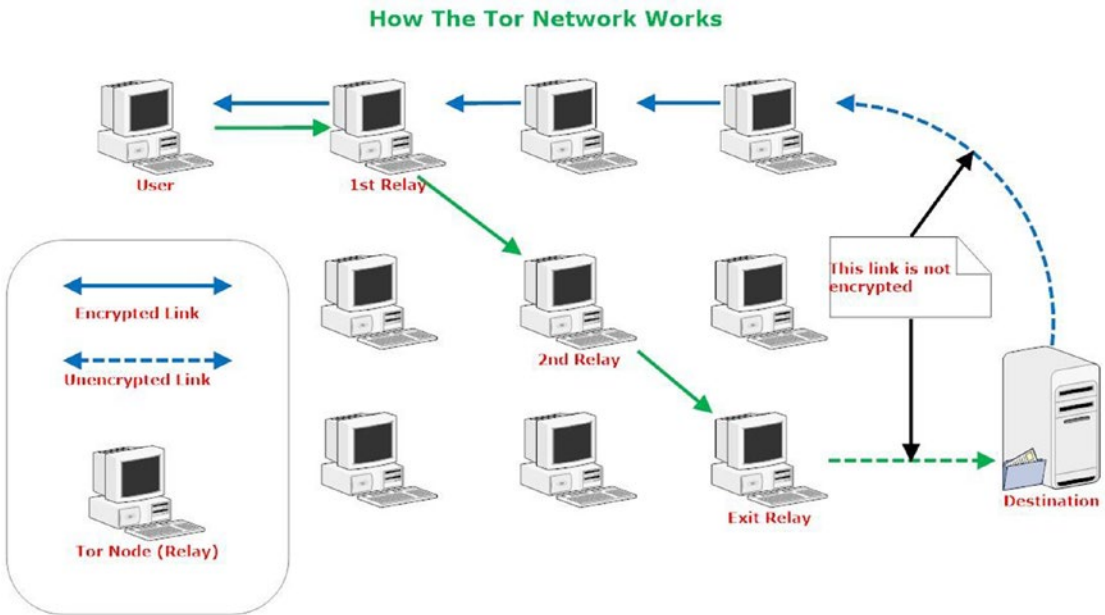 How The Tor Network Works
User
1st Relay
This link is not
encrypted
Encrypted Link
Unencrypted Link
2nd Relay
Tor Node (Relay)
Exit Relay
Destination